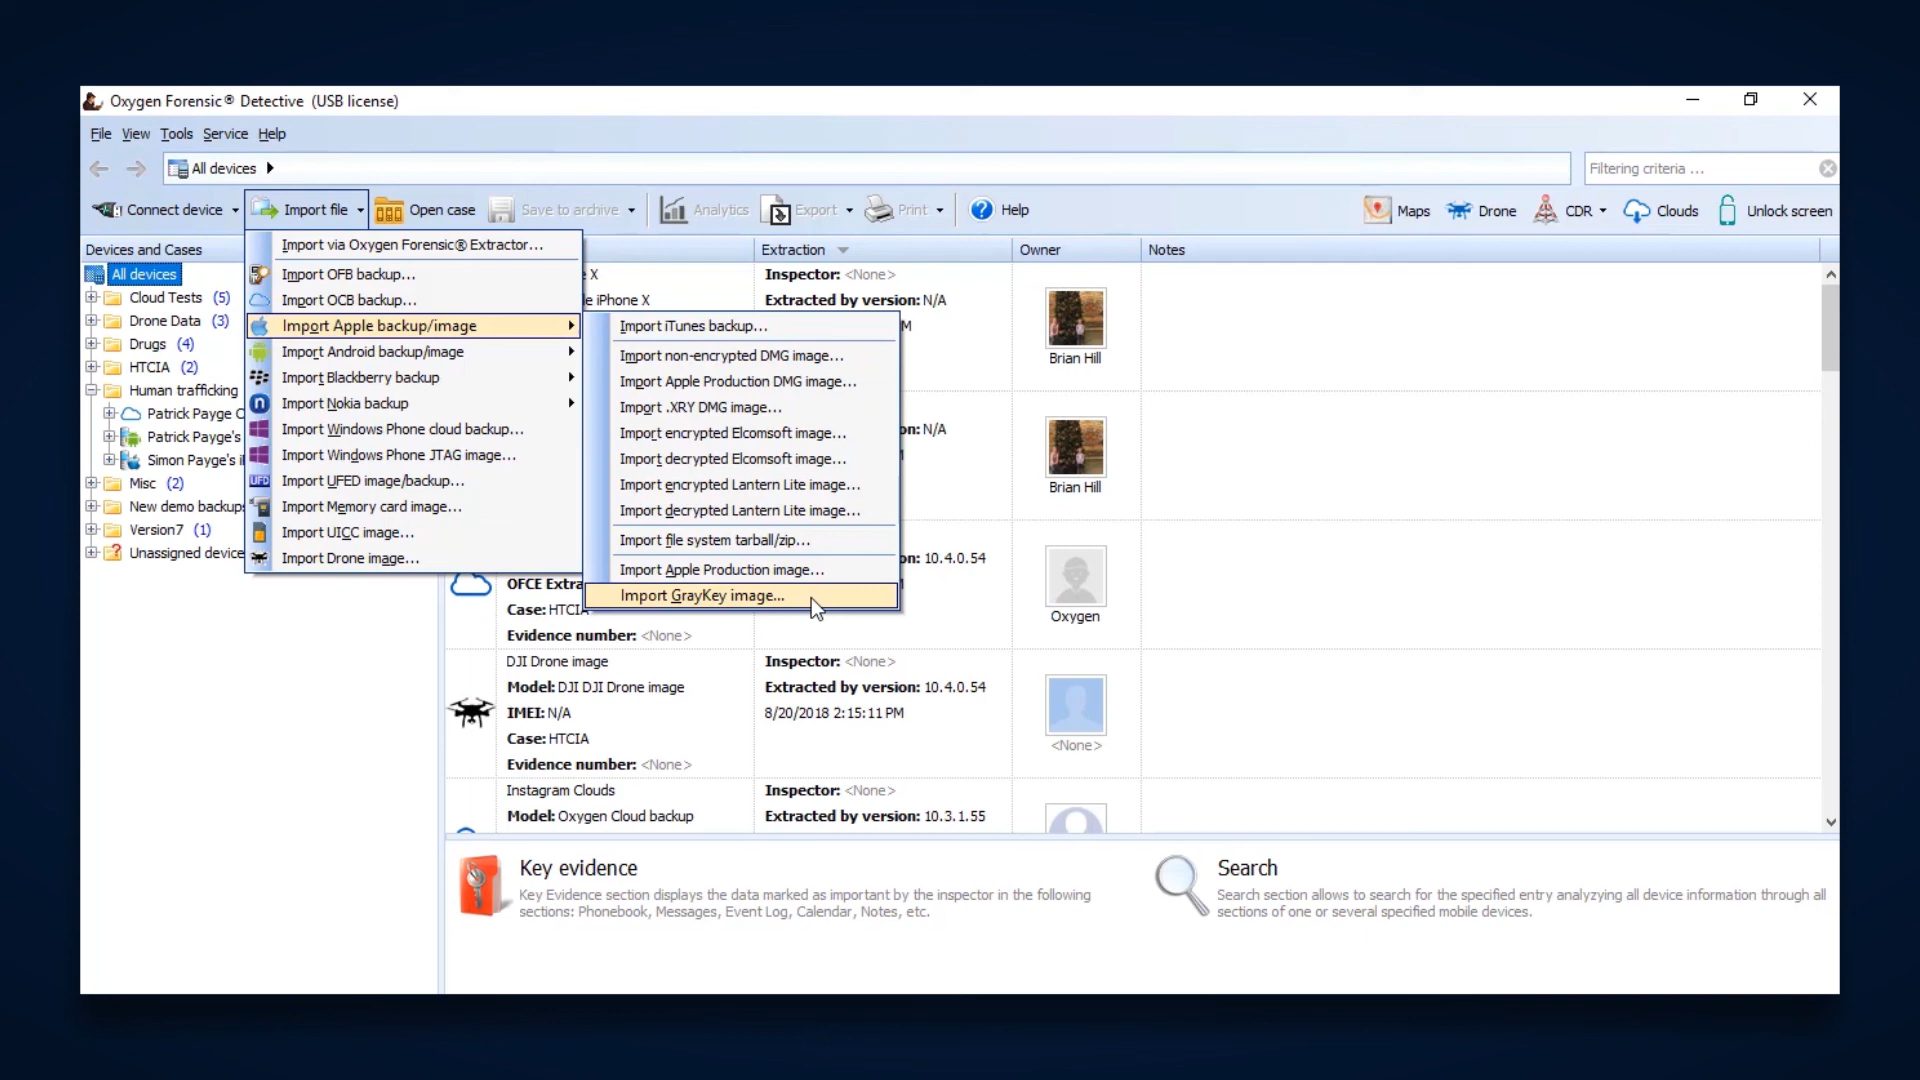 Oxygen Forensic® Detective (USB license)
File View Tools Service Help
All devices
Filtering criteria ...
Connect device
Import file
Open case
Save to archive
Analytics
Export
Print
Help
Maps
Drone
CDR
Clouds
Unlock screen
Devices and Cases
All devices
Cloud Tests (5)
Drone Data (3)
Drugs (4)
HTCIA (2)
Human trafficking
Patrick Payge C
Patrick Payge's
Simon Payge's i
Misc (2)
New demo backup
Version7 (1)
Unassigned device
Import via Oxygen Forensic® Extractor...
Import OFB backup...
Import OCB backup...
Import Apple backup/image
Import Android backup/image
Import Blackberry backup
Import Nokia backup
Import Windows Phone cloud backup...
Import Windows Phone JTAG image...
UFD Import UFED image/backup...
Import Memory card image...
Import UICC image...
Import Drone image...
Import iTunes backup...
Import non-encrypted DMG image...
Import Apple Production DMG image...
Import .XRY DMG image...
Import encrypted Elcomsoft image...
Import decrypted Elcomsoft image...
Import encrypted Lantern Lite image...
Import decrypted Lantern Lite image...
Import file system tarball/zip...
Import Apple Production image...
Import GrayKey image...
Extraction
Owner
Notes
X
iPhone X
Inspector: <None>
Extracted by version: N/A
M
Brian Hill
on: N/A
Brian Hill
on: 10.4.0.54
OFCE Extra
Case: HTCIA
Evidence number: <None>
Oxygen
DJI Drone image
Model: DJI DJI Drone image
IMEI: N/A
Case: HTCIA
Evidence number: <None>
Inspector: <None>
Extracted by version: 10.4.0.54
8/20/2018 2:15:11 PM
<None>
Instagram Clouds
Model: Oxygen Cloud backup
Inspector: <None>
Extracted by version: 10.3.1.55
Key evidence
Key Evidence section displays the data marked as important by the inspector in the following
sections: Phonebook, Messages, Event Log, Calendar, Notes, etc.
Search
Search section allows to search for the specified entry analyzying all device information through all
sections of one or several specified mobile devices.